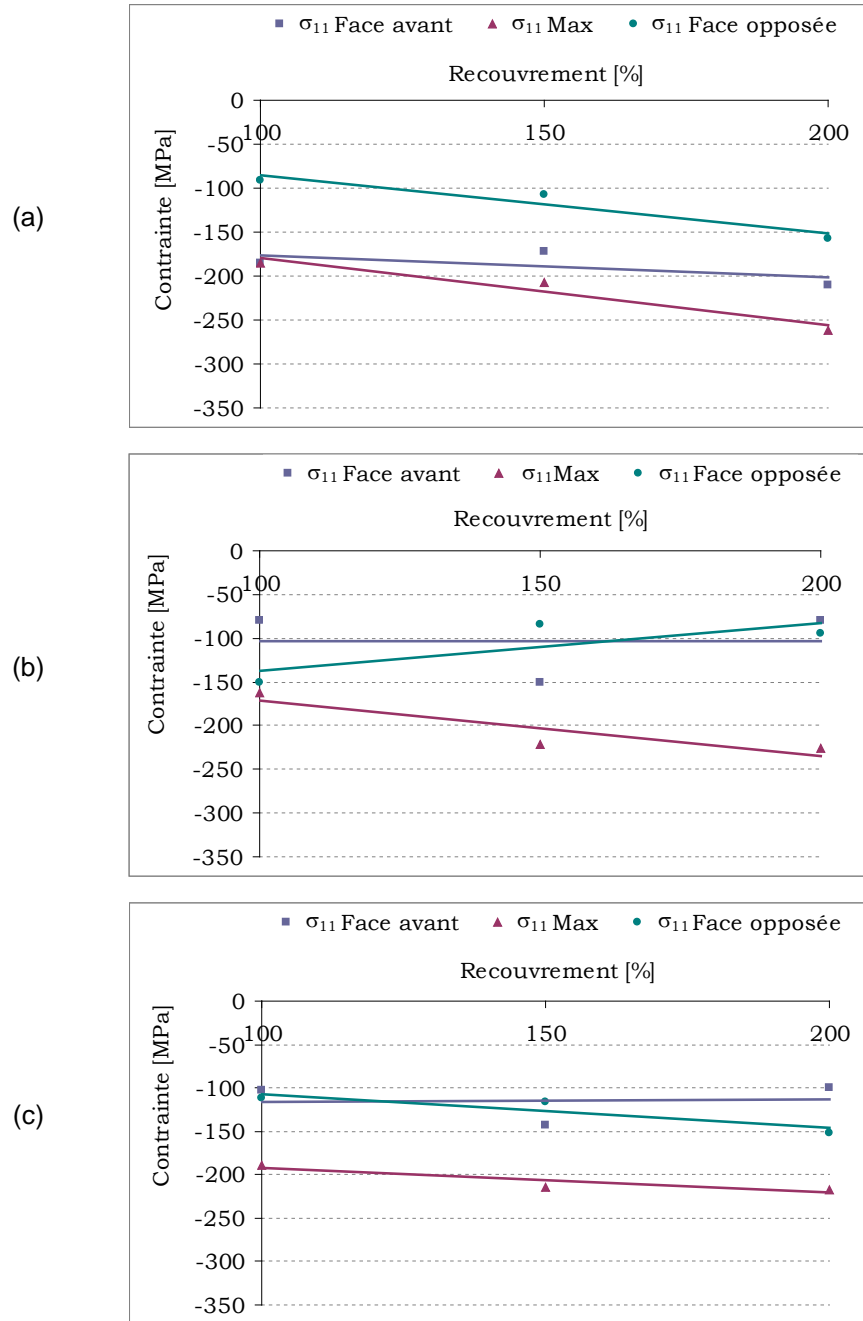 σ11 Face avant σ11 Max σ11 Face opposée
Recouvrement [%]
Contrainte [MPa]
0
100 150 200
-50
-100
-150
-200
-250
-300
-350
(a)
σ11 Face avant σ11 Max σ11 Face opposée
Recouvrement [%]
Contrainte [MPa]
0
100 150 200
-50
-100
-150
-200
-250
-300
-350
(b)
σ11 Face avant σ11 Max σ11 Face opposée
Recouvrement [%]
Contrainte [MPa]
0
100 150 200
-50
-100
-150
-200
-250
-300
-350
(c)